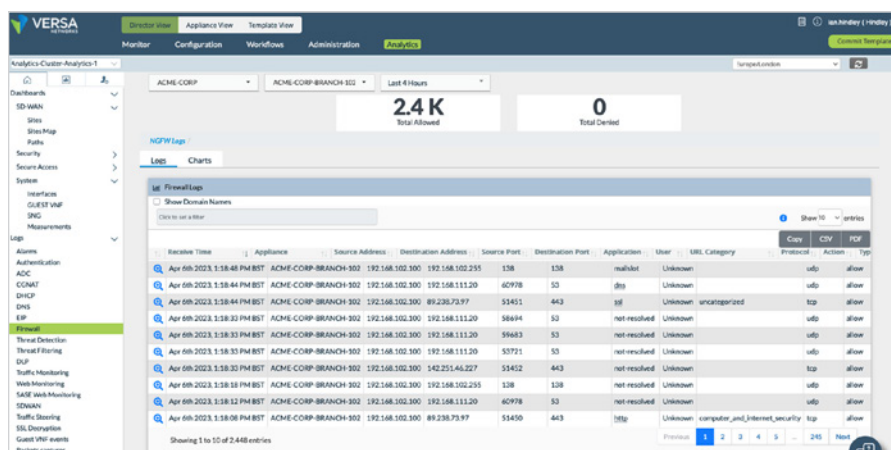 VERSA
NETWORKS
Director View Appliance View Template View
Ian.hindley ( Hindley )
Monitor Configuration Workflows Administration Analytics
Commit Template
Analytics-Cluster-Analytics-1
Europe/London
ACME-CORP ACME-CORP-BRANCH-102 Last 4 Hours
Dashboards
SD-WAN
Sites
Sites Map
Paths
Security
Secure Access
System
Interfaces
GUEST VNF
SNG
Measurements
Logs
Alarms
Authentication
ADC
CGNAT
DHCP
DNS
EIP
Firewall
Threat Detection
Threat Filtering
DLP
Traffic Monitoring
Web Monitoring
SASE Web Monitoring
SDWAN
Traffic Steering
SSL Decryption
Guest VNF events
Packets captures
2.4 K
Total Allowed
0
Total Denied
NGFW Logs /
Logs Charts
Firewall Logs
Show Domain Names
Click to set a filter
Show 10 entries
Copy CSV PDF
Receive Time Appliance Source Address Destination Address Source Port Destination Port Application User URL Category Protocol Action Typ
Apr 6th 2023, 1:18:48 PM BST ACME-CORP-BRANCH-102 192.168.102.100 192.168.102.255 138 138 mailslot Unknown udp allow
Apr 6th 2023, 1:18:44 PM BST ACME-CORP-BRANCH-102 192.168.102.100 192.168.111.20 60978 53 dns Unknown udp allow
Apr 6th 2023, 1:18:44 PM BST ACME-CORP-BRANCH-102 192.168.102.100 89.238.73.97 51451 443 ssl Unknown uncategorized tcp allow
Apr 6th 2023, 1:18:33 PM BST ACME-CORP-BRANCH-102 192.168.102.100 192.168.111.20 58694 53 not-resolved Unknown udp allow
Apr 6th 2023, 1:18:33 PM BST ACME-CORP-BRANCH-102 192.168.102.100 192.168.111.20 59683 53 not-resolved Unknown udp allow
Apr 6th 2023, 1:18:33 PM BST ACME-CORP-BRANCH-102 192.168.102.100 192.168.111.20 53721 53 not-resolved Unknown udp allow
Apr 6th 2023, 1:18:33 PM BST ACME-CORP-BRANCH-102 192.168.102.100 142.251.46.227 51452 443 not-resolved Unknown tcp allow
Apr 6th 2023, 1:18:18 PM BST ACME-CORP-BRANCH-102 192.168.102.100 192.168.102.255 138 138 not-resolved Unknown udp allow
Apr 6th 2023, 1:18:12 PM BST ACME-CORP-BRANCH-102 192.168.102.100 192.168.111.20 60978 53 not-resolved Unknown udp allow
Apr 6th 2023, 1:18:08 PM BST ACME-CORP-BRANCH-102 192.168.102.100 89.238.73.97 51450 443 http Unknown computer_and_internet_security tcp allow
Showing 1 to 10 of 2,448 entries
Previous 1 2 3 4 5 ... 245 Next